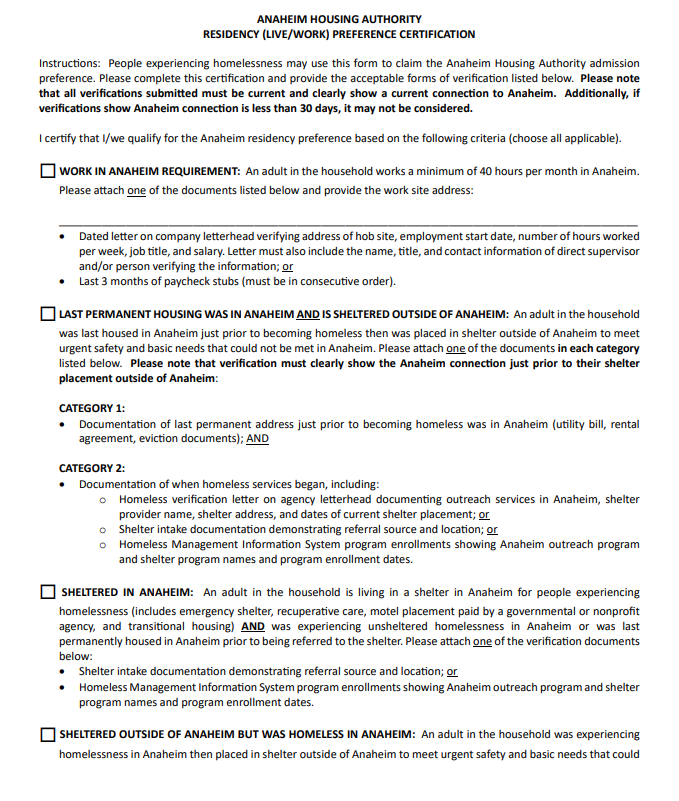 ANAHEIM HOUSING AUTHORITY
RESIDENCY (LIVE/WORK) PREFERENCE CERTIFICATION
Instructions: People experiencing homelessness may use this form to claim the Anaheim Housing Authority admission
preference. Please complete this certification and provide the acceptable forms of verification listed below. Please note
that all verifications submitted must be current and clearly show a current connection to Anaheim. Additionally, if
verifications show Anaheim connection is less than 30 days, it may not be considered.
I certify that I/we qualify for the Anaheim residency preference based on the following criteria (choose all applicable).
WORK IN ANAHEIM REQUIREMENT: An adult in the household works a minimum of 40 hours per month in Anaheim.
Please attach one of the documents listed below and provide the work site address:
• Dated letter on company letterhead verifying address of hob site, employment start date, number of hours worked
per week, job title, and salary. Letter must also include the name, title, and contact information of direct supervisor
and/or person verifying the information; or
• Last 3 months of paycheck stubs (must be in consecutive order).
LAST PERMANENT HOUSING WAS IN ANAHEIM AND IS SHELTERED OUTSIDE OF ANAHEIM: An adult in the household
was last housed in Anaheim just prior to becoming homeless then was placed in shelter outside of Anaheim to meet
urgent safety and basic needs that could not be met in Anaheim. Please attach one of the documents in each category
listed below. Please note that verification must clearly show the Anaheim connection just prior to their shelter
placement outside of Anaheim:
CATEGORY 1:
• Documentation of last permanent address just prior to becoming homeless was in Anaheim (utility bill, rental
agreement, eviction documents); AND
CATEGORY 2:
• Documentation of when homeless services began, including:
o Homeless verification letter on agency letterhead documenting outreach services in Anaheim, shelter
provider name, shelter address, and dates of current shelter placement; or
o Shelter intake documentation demonstrating referral source and location; or
o Homeless Management Information System program enrollments showing Anaheim outreach program
and shelter program names and program enrollment dates.
SHELTERED IN ANAHEIM: An adult in the household is living in a shelter in Anaheim for people experiencing
homelessness (includes emergency shelter, recuperative care, motel placement paid by a governmental or nonprofit
agency, and transitional housing) AND was experiencing unsheltered homelessness in Anaheim or was last
permanently housed in Anaheim prior to being referred to the shelter. Please attach one of the verification documents
below:
• Shelter intake documentation demonstrating referral source and location; or
• Homeless Management Information System program enrollments showing Anaheim outreach program and shelter
program names and program enrollment dates.
SHELTERED OUTSIDE OF ANAHEIM BUT WAS HOMELESS IN ANAHEIM: An adult in the household was experiencing
homelessness in Anaheim then placed in shelter outside of Anaheim to meet urgent safety and basic needs that could